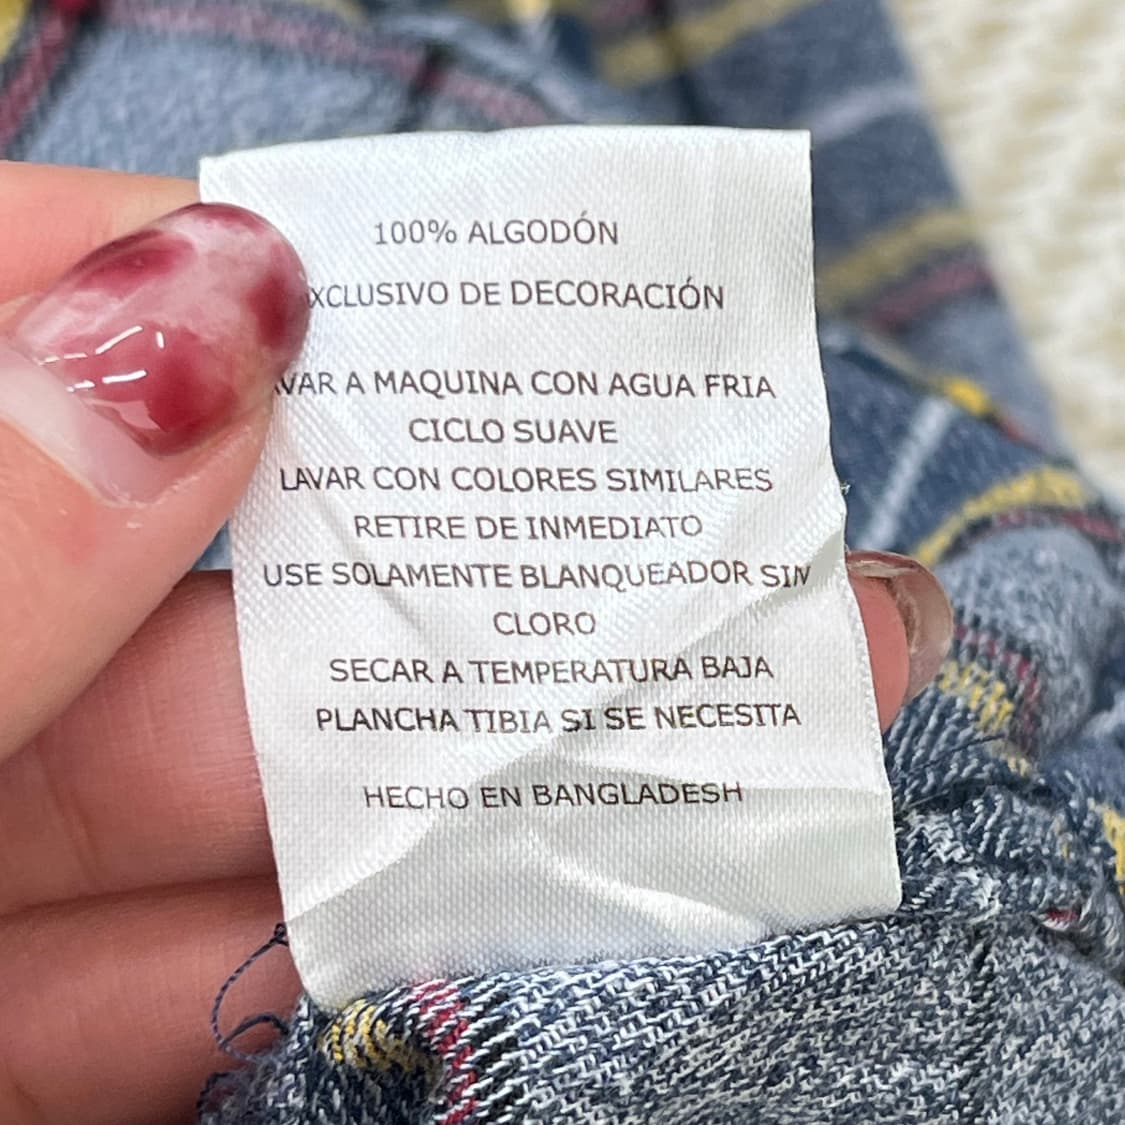 100% ALGODÓN
XCLUSIVO DE DECORACIÓN
VAR A MAQUINA CON AGUA FRIA
CICLO SUAVE
LAVAR CON COLORES SIMILARES
RETIRE DE INMEDIATO
USE SOLAMENTE BLANQUEADOR SIN
CLORO
SECAR A TEMPERATURA BAJA
PLANCHA TIBIA SI SE NECESITA
HECHO EN BANGLADESH